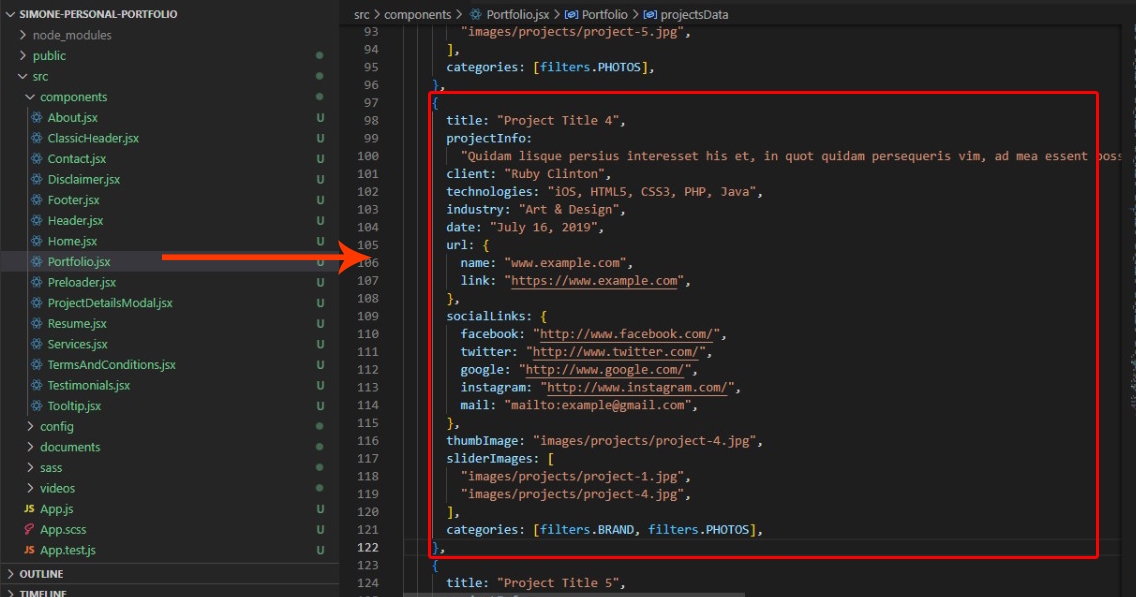 SIMONE-PERSONAL-PORTFOLIO
node_modules
public
src
components
About.jsx U
ClassicHeader.jsx U
Contact.jsx U
Disclaimer.jsx U
Footer.jsx U
Header.jsx U
Home.jsx U
Portfolio.jsx U
Preloader.jsx U
ProjectDetailsModal.jsx U
Resume.jsx U
Services.jsx U
TermsAndConditions.jsx U
Testimonials.jsx U
Tooltip.jsx U
config
documents
sass
videos
JS App.js U
App.scss U
JS App.test.js U
OUTLINE
TIMELINE
src > components > Portfolio.jsx > Portfolio > projectsData
93 "images/projects/project-5.jpg",
94 ],
95 categories: [filters.PHOTOS],
96 },
97 {
98 title: "Project Title 4",
99 projectInfo:
100 "Quidam lisque persius interesset his et, in quot quidam persequeris vim, ad mea essent poss
101 client: "Ruby Clinton",
102 technologies: "iOS, HTML5, CSS3, PHP, Java",
103 industry: "Art & Design",
104 date: "July 16, 2019",
105 url: {
106 name: "www.example.com",
107 link: "https://www.example.com",
108 },
109 socialLinks: {
110 facebook: "http://www.facebook.com/",
111 twitter: "http://www.twitter.com/",
112 google: "http://www.google.com/",
113 instagram: "http://www.instagram.com/",
114 mail: "mailto:example@gmail.com",
115 },
116 thumbImage: "images/projects/project-4.jpg",
117 sliderImages: [
118 "images/projects/project-1.jpg",
119 "images/projects/project-4.jpg",
120 ],
121 categories: [filters.BRAND, filters.PHOTOS],
122 },
123 {
124 title: "Project Title 5",